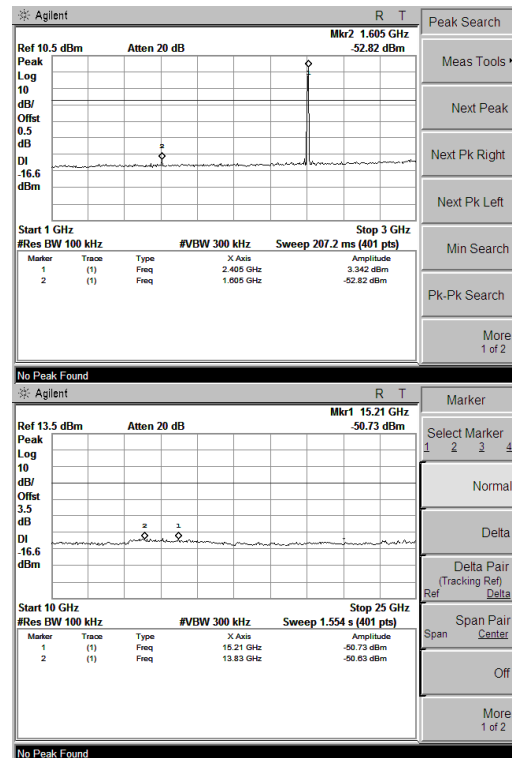 Agilent R T
Mkr2 1.605 GHz
Ref 10.5 dBm Atten 20 dB -52.82 dBm
Peak
Log
10
dB/
Offst
0.5
dB
DI
-16.6
dBm
2
Start 1 GHz Stop 3 GHz
#Res BW 100 kHz #VBW 300 kHz Sweep 207.2 ms (401 pts)
Marker Trace Type X Axis Amplitude
1 (1) Freq 2.405 GHz 3.342 dBm
2 (1) Freq 1.605 GHz -52.82 dBm
No Peak Found
Peak Search
Meas Tools
Next Peak
Next Pk Right
Next Pk Left
Min Search
Pk-Pk Search
More
1 of 2
Agilent R T
Mkr1 15.21 GHz
Ref 13.5 dBm Atten 20 dB -50.73 dBm
Peak
Log
10
dB/
Offst
3.5
dB
DI
-16.6
dBm
2 1
Start 10 GHz Stop 25 GHz
#Res BW 100 kHz #VBW 300 kHz Sweep 1.554 s (401 pts)
Marker Trace Type X Axis Amplitude
1 (1) Freq 15.21 GHz -50.73 dBm
2 (1) Freq 13.83 GHz -50.63 dBm
No Peak Found
Marker
Select Marker
1 2 3 4
Normal
Delta
Delta Pair
(Tracking Ref)
Ref Delta
Span Pair
Span Center
Off
More
1 of 2